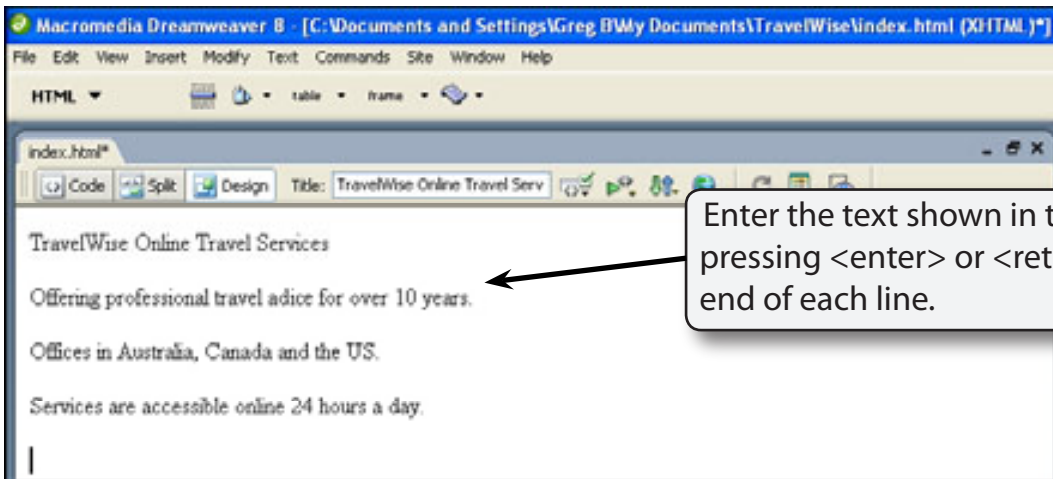 Macromedia Dreamweaver 8 - [C:\Documents and Settings\Greg B\My Documents\TravelWise\index.html (XHTML)*]
File Edit View Insert Modify Text Commands Site Window Help
HTML table frame
index.html*
Code Split Design Title: TravelWise Online Travel Serv
TravelWise Online Travel Services
Offering professional travel adice for over 10 years.
Offices in Australia, Canada and the US.
Services are accessible online 24 hours a day.
Enter the text shown in t
pressing <enter> or <ret
end of each line.